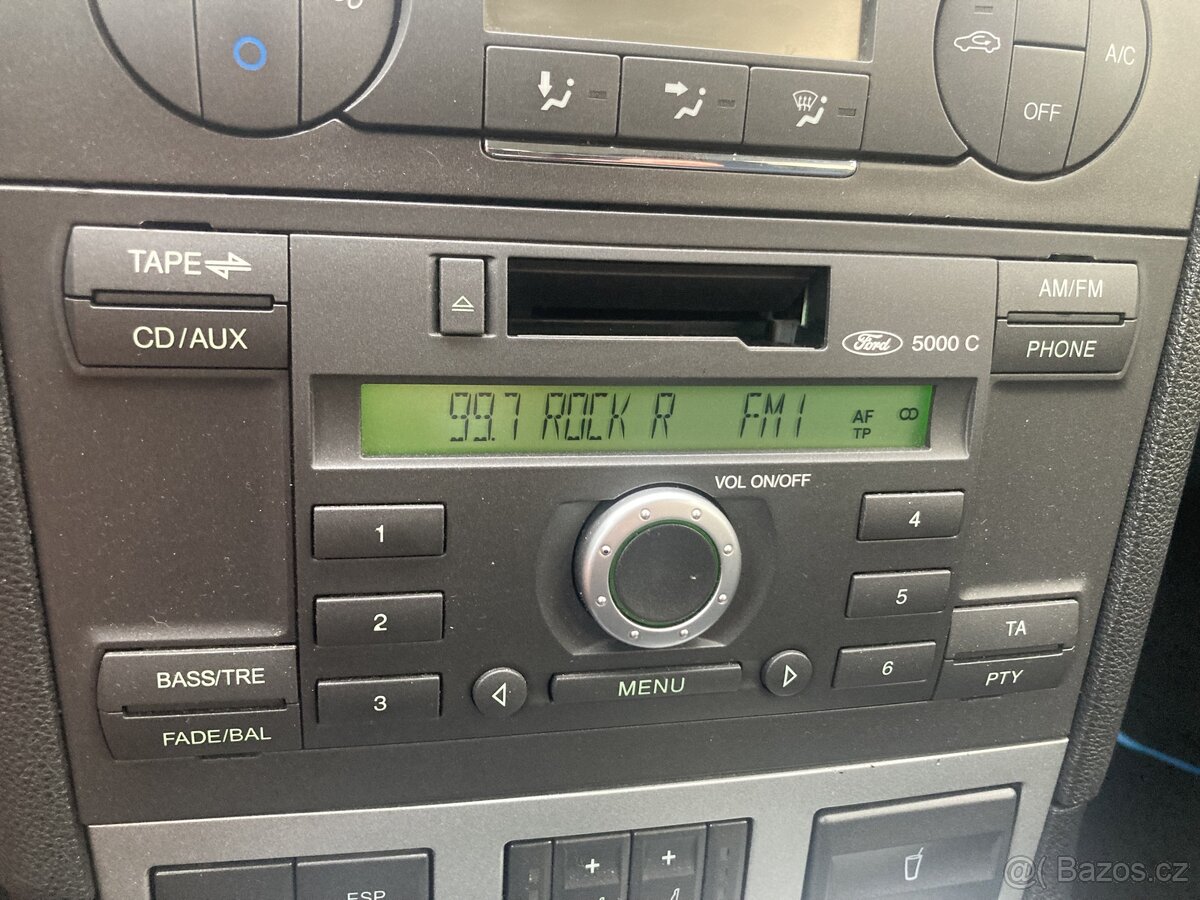 A/C
OFF
TAPE
CD/AUX
AM/FM
PHONE
Ford 5000 C
99.7 ROCK R FM1 AF TP
VOL ON/OFF
1
2
3
4
5
6
BASS/TRE
FADE/BAL
MENU
TA
PTY
ESP
+ +
Bazos.cz